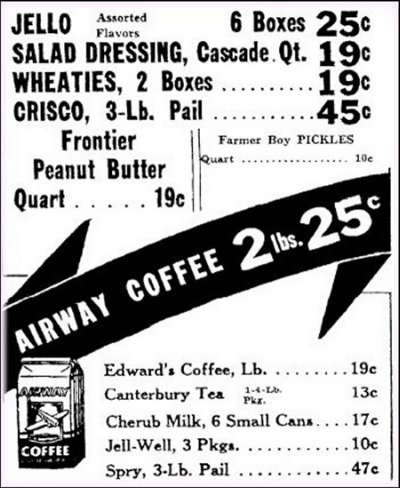 JELLO Assorted Flavors 6 Boxes 25c
SALAD DRESSING, Cascade Qt. 19c
WHEATIES, 2 Boxes .......... 19c
CRISCO, 3-Lb. Pail ........... 45c
Frontier
Peanut Butter
Quart ..... 19c
Farmer Boy PICKLES
Quart .................. 18c
AIRWAY COFFEE 2 lbs. 25c
AIRWAY
COFFEE
Edward's Coffee, Lb. ......... 19c
Canterbury Tea 1-4-Lb. Pkg. 13c
Cherub Milk, 6 Small Cans .... 17c
Jell-Well, 3 Pkgs. ............ 10c
Spry, 3-Lb. Pail ............. 47c